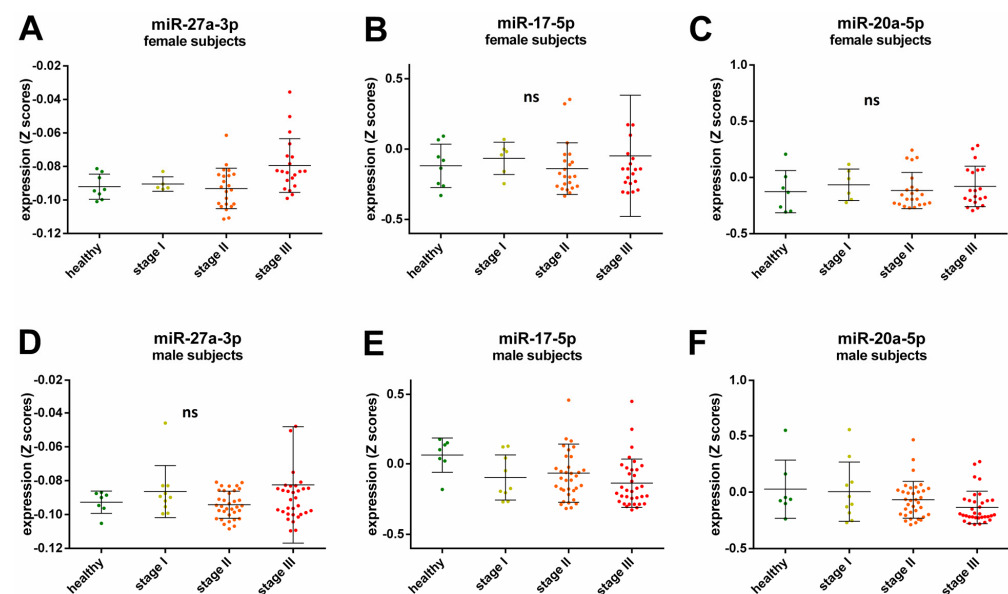 A
miR-27a-3p
female subjects
expression (Z scores)
-0.02
-0.04
-0.06
-0.08
-0.10
-0.12
healthy
stage I
stage II
stage III
B
miR-17-5p
female subjects
expression (Z scores)
0.5
0.0
-0.5
ns
healthy
stage I
stage II
stage III
C
miR-20a-5p
female subjects
expression (Z scores)
1.0
0.5
0.0
-0.5
ns
healthy
stage I
stage II
stage III
D
miR-27a-3p
male subjects
expression (Z scores)
-0.02
-0.04
-0.06
-0.08
-0.10
-0.12
ns
healthy
stage I
stage II
stage III
E
miR-17-5p
male subjects
expression (Z scores)
0.5
0.0
-0.5
healthy
stage I
stage II
stage III
F
miR-20a-5p
male subjects
expression (Z scores)
1.0
0.5
0.0
-0.5
healthy
stage I
stage II
stage III